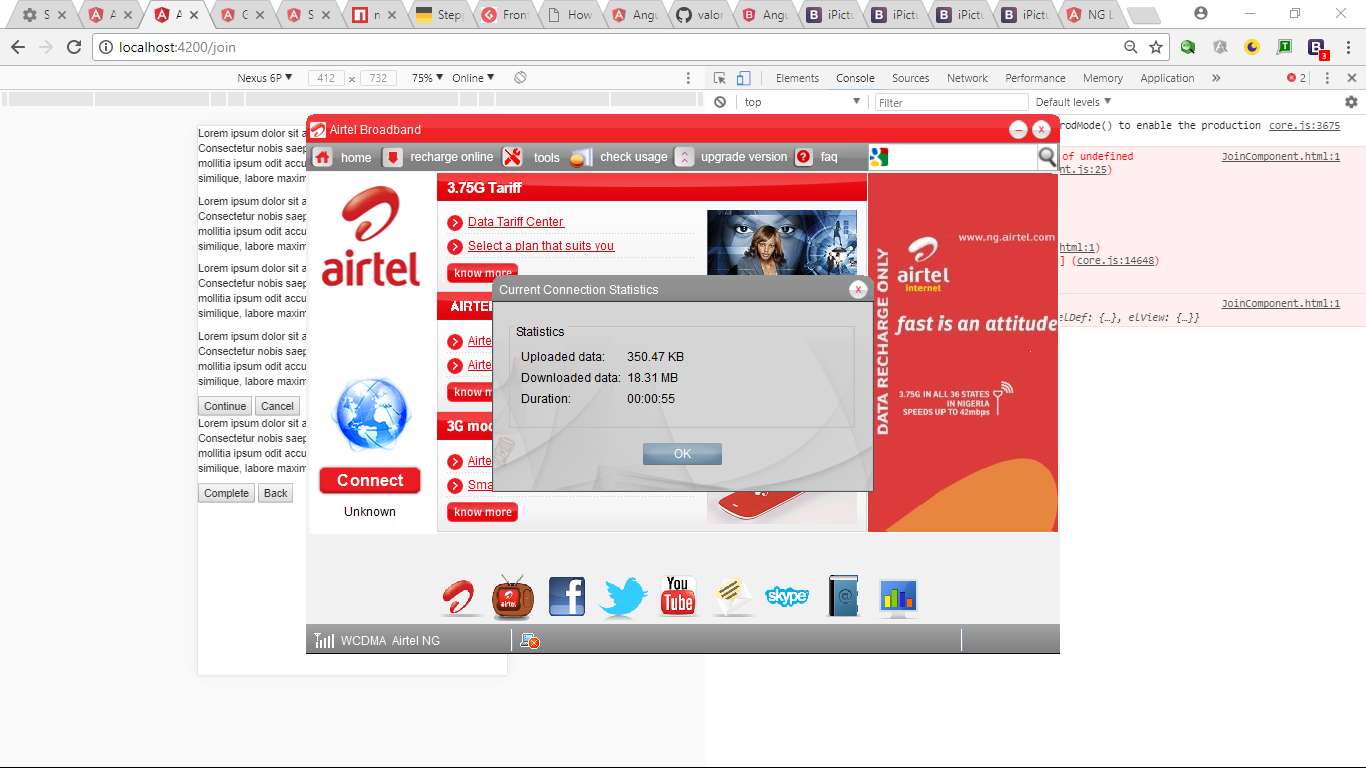 S
A
A
G
S
n
Stepp
Front
How
Angu
valor
Angu
iPictu
iPictu
iPictu
iPictu
NG L
localhost:4200/join
3
Nexus 6P
412 × 732
75%
Online
Elements
Console
Sources
Network
Performance
Memory
Application
2
top
Filter
Default levels
rodMode() to enable the production core.js:3675
of undefined JoinComponent.html:1
nt.js:25)
html:1)
] (core.js:14648)
JoinComponent.html:1
elDef: {…}, elView: {…}}
Lorem ipsum dolor sit a
Consectetur nobis saep
mollitia ipsum odit accu
similique, labore maxim
Lorem ipsum dolor sit a
Consectetur nobis saep
mollitia ipsum odit accu
similique, labore maxim
Lorem ipsum dolor sit a
Consectetur nobis saep
mollitia ipsum odit accu
similique, labore maxim
Lorem ipsum dolor sit a
Consectetur nobis saep
mollitia ipsum odit accu
similique, labore maxim
Continue
Cancel
Lorem ipsum dolor sit a
Consectetur nobis saep
mollitia ipsum odit accu
similique, labore maxim
Complete
Back
Airtel Broadband
home
recharge online
tools
check usage
upgrade version
faq
airtel
Connect
Unknown
3.75G Tariff
Data Tariff Center
Select a plan that suits you
know more
AIRTEL
Airte
Airte
know m
3G mod
Airte
Sma
know more
Current Connection Statistics
Statistics
Uploaded data: 350.47 KB
Downloaded data: 18.31 MB
Duration: 00:00:55
OK
DATA RECHARGE ONLY
www.ng.airtel.com
airtel
internet
fast is an attitude
3.75G IN ALL 36 STATES
IN NIGERIA
SPEEDS UP TO 42mbps
airtel
You
Tube
skype
WCDMA Airtel NG